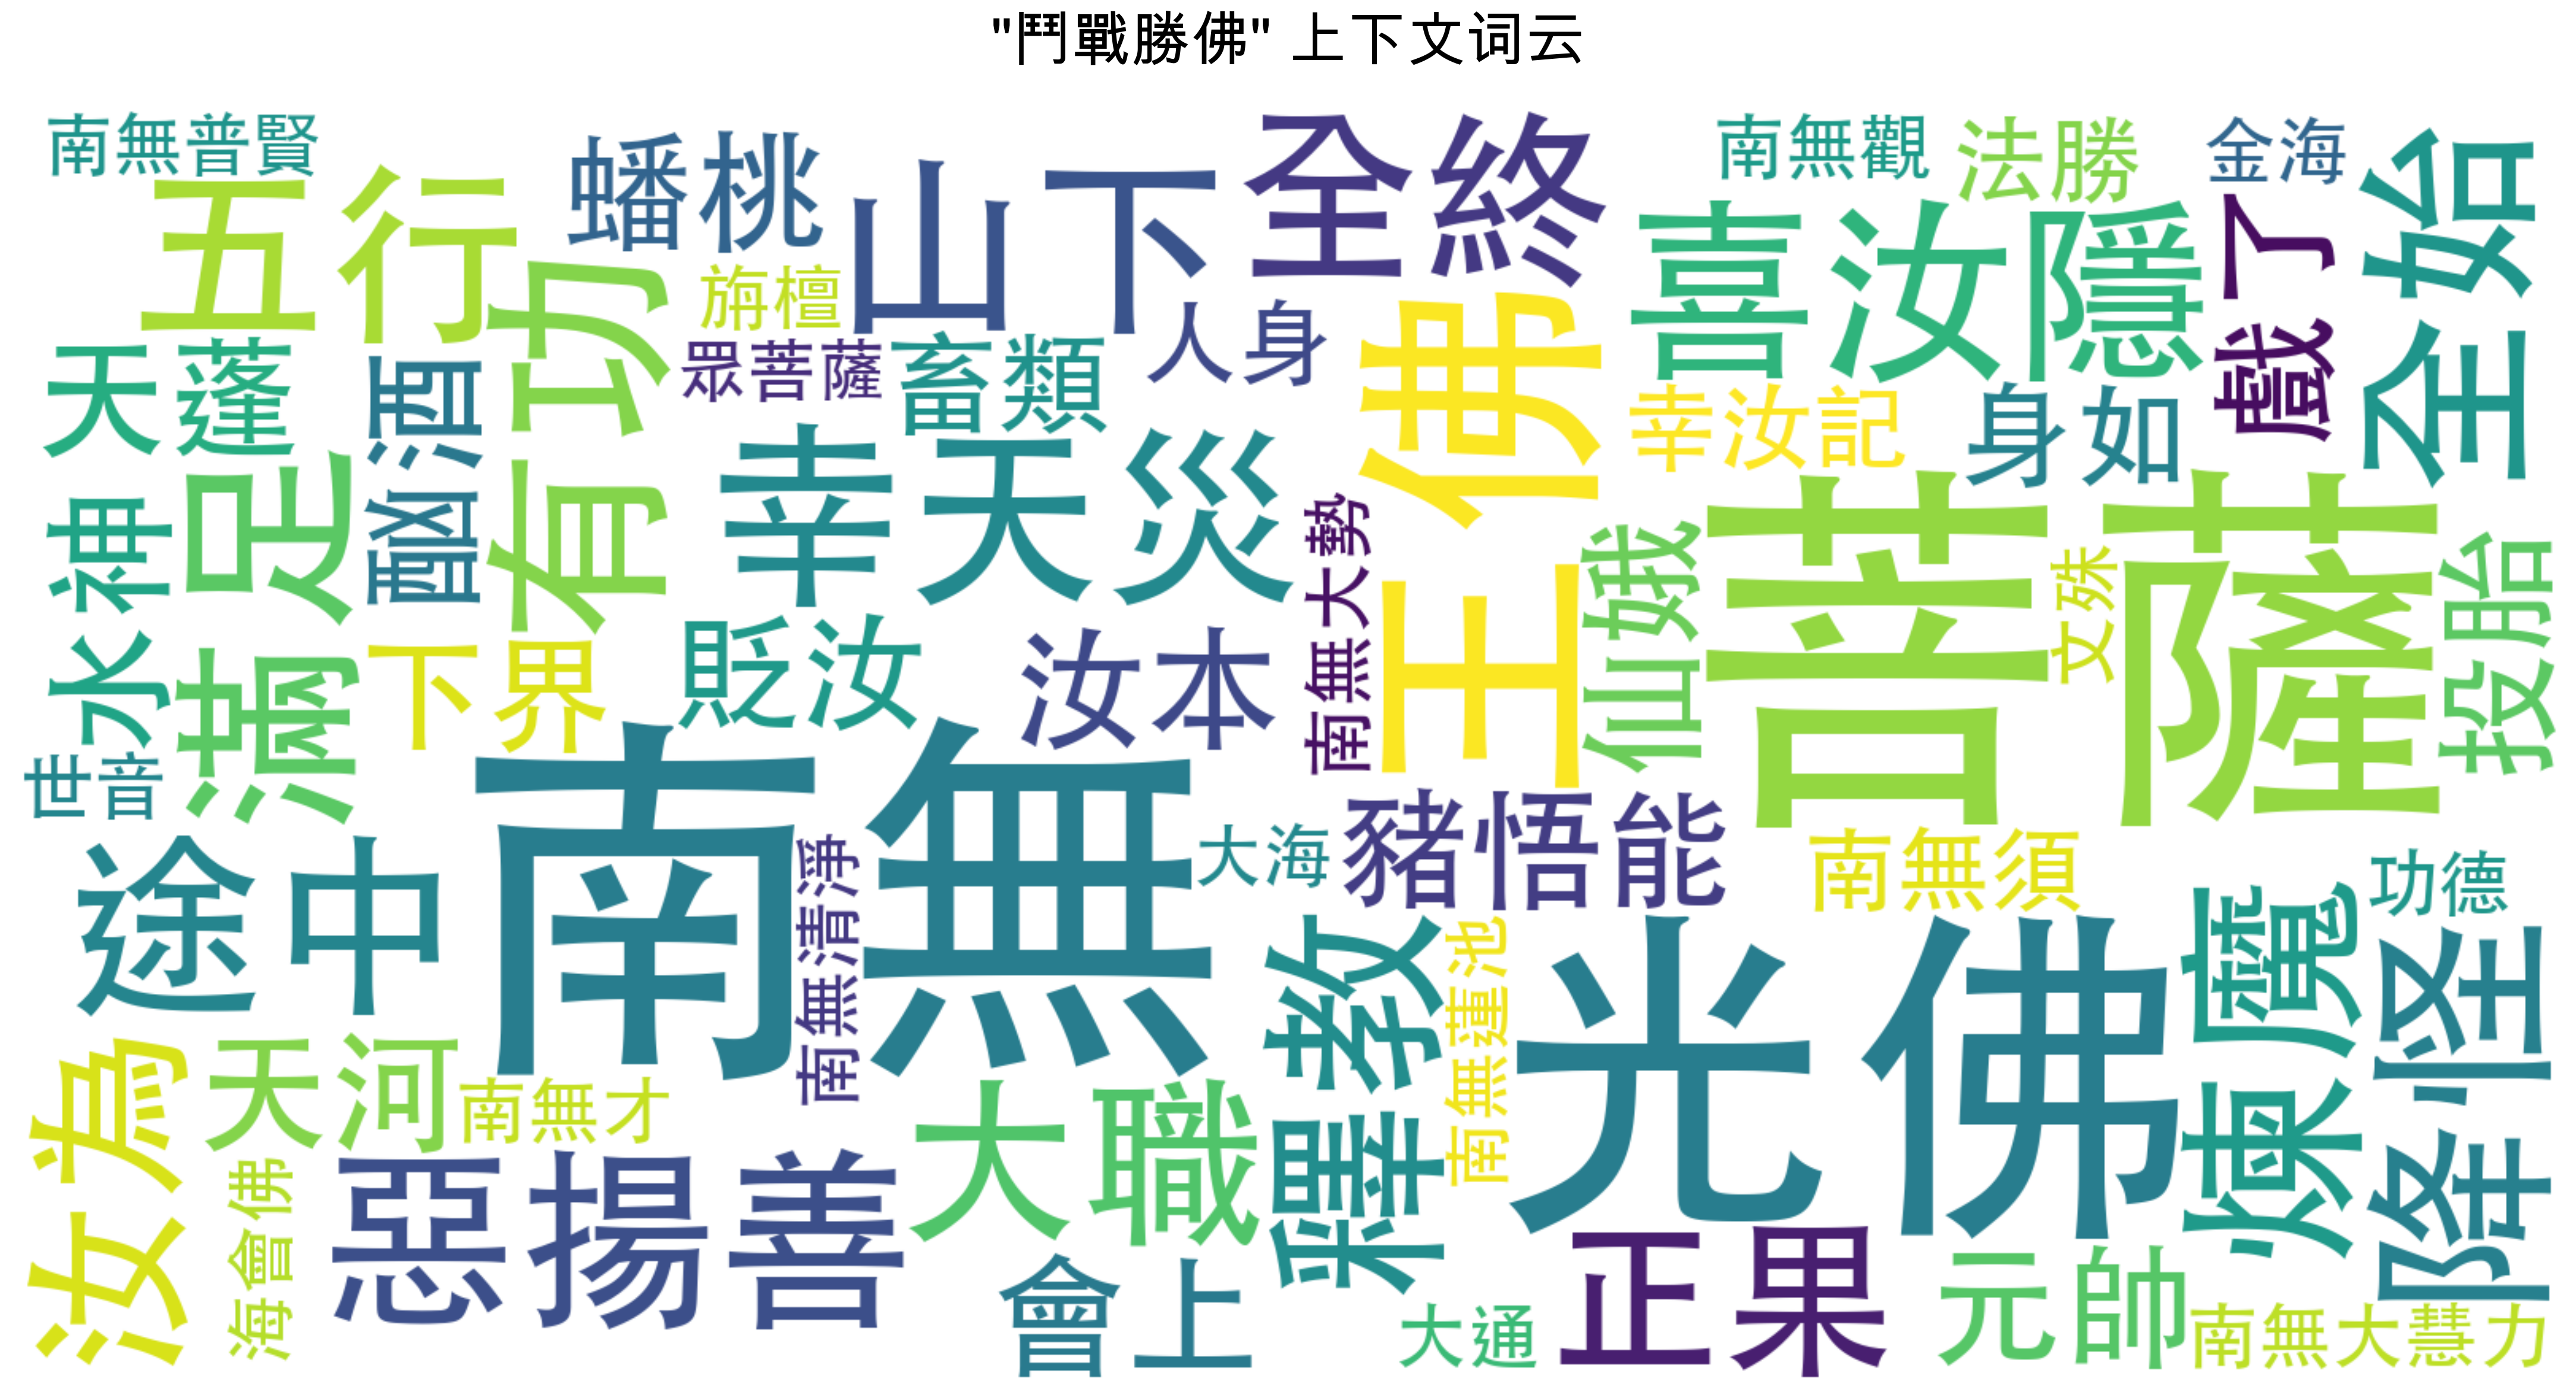 "鬥戰勝佛" 上下文词云
南無普賢
五行
蟠桃
山下
全終
南無觀
法勝
金海
全始
喜汝隱
戲了
有功
旃檀
人身
佛王
天蓬
眾菩薩
畜類
酗酒
幸汝記
身如
幸天災
滿足
水神
南無大勢
仙娥
菩薩
文殊
投胎
下界
貶汝
汝本
世音
南無
途中
南無清淨
大海
豬悟能
南無須
功德
煉魔
降怪
釋教
南無蓮池
光佛
汝為
天河
南無才
大職
海會佛
惡揚善
會上
大通
正果
元帥
南無大慧力